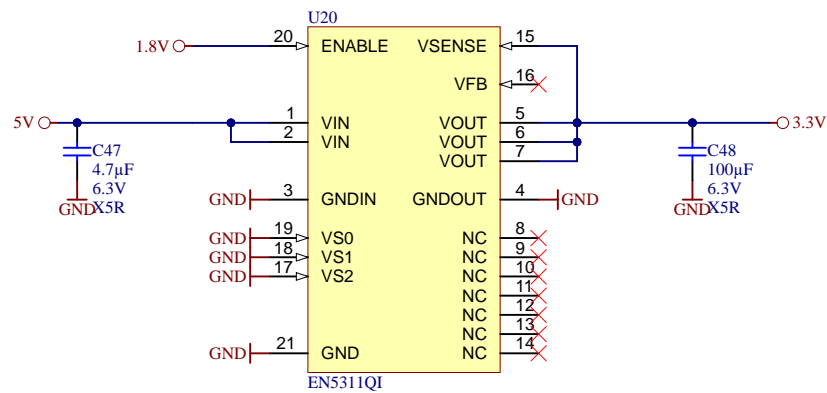 U20
1.8V 20 ENABLE VSENSE 15
VFB 16
5V 1 VIN VOUT 5 3.3V
2 VIN VOUT 6
VOUT 7
C47 C48
4.7µF 100µF
6.3V 6.3V
X5R X5R
GND GND
GND 3 GNDIN GNDOUT 4 GND
GND 19 VS0 NC 8
GND 18 VS1 NC 9
GND 17 VS2 NC 10
NC 11
NC 12
NC 13
GND 21 GND NC 14
EN5311QI